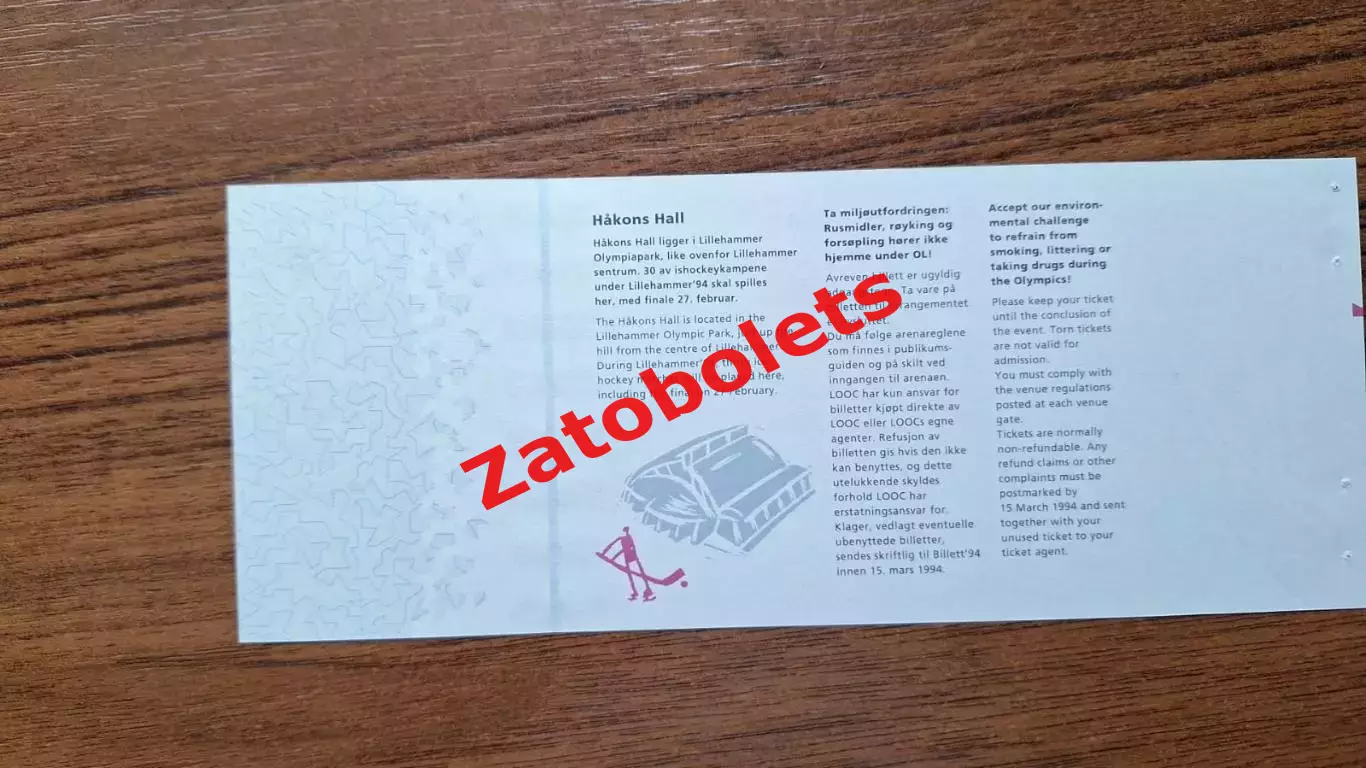 Håkons Hall
Håkons Hall ligger i Lillehammer
Olympiapark, like ovenfor Lillehammer
sentrum. 30 av ishockeykampene
under Lillehammer'94 skal spilles
her, med finale 27. februar.
The Håkons Hall is located in the
Lillehammer Olympic Park,
hill from the centre of Lillehammer
During
hockey
here,
including
27 February.
Ta miljøutfordringen:
Rusmidler, røyking og
forsøpling hører ikke
hjemme under OL!
Avreven billett er ugyldig
Ta vare på
til
Du må følge arenareglene
som finnes i publikums-
guiden og på skilt ved
inngangen til arenaen.
LOOC har kun ansvar for
billetter kjøpt direkte av
LOOC eller LOOCs egne
agenter. Refusjon av
billetten gis hvis den ikke
kan benyttes, og dette
utelukkende skyldes
forhold LOOC har
erstatningsansvar for.
Klager, vedlagt eventuelle
ubenyttede billetter,
sendes skriftlig til Billett'94
innen 15. mars 1994.
Accept our environ-
mental challenge
to refrain from
smoking, littering or
taking drugs during
the Olympics!
Please keep your ticket
until the conclusion of
the event. Torn tickets
are not valid for
admission.
You must comply with
the venue regulations
posted at each venue
gate.
Tickets are normally
non-refundable. Any
refund claims or other
complaints must be
postmarked by
15 March 1994 and sent
together with your
unused ticket to your
ticket agent.
Zatobolets